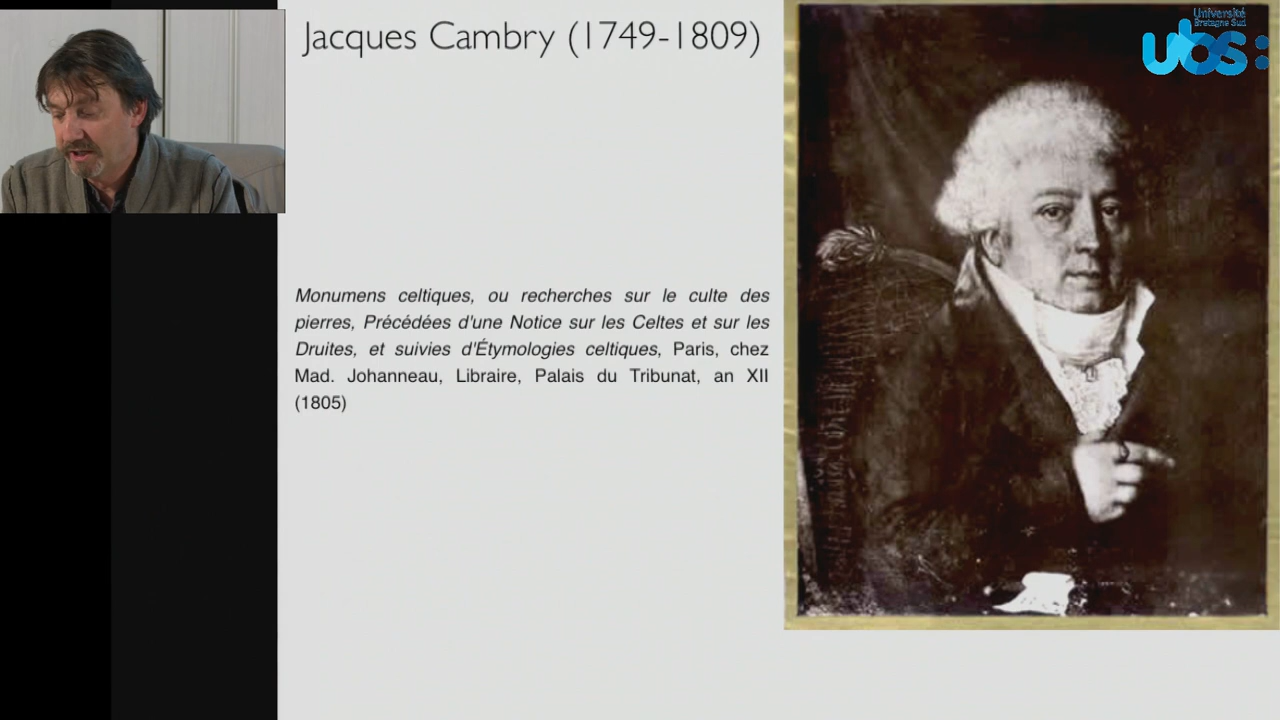 Jacques Cambry (1749-1809)
Université
Bretagne Sud
ubs:
Monumens celtiques, ou recherches sur le culte des
pierres, Précédées d'une Notice sur les Celtes et sur les
Druites, et suivies d'Étymologies celtiques, Paris, chez
Mad. Johanneau, Libraire, Palais du Tribunat, an XII
(1805)